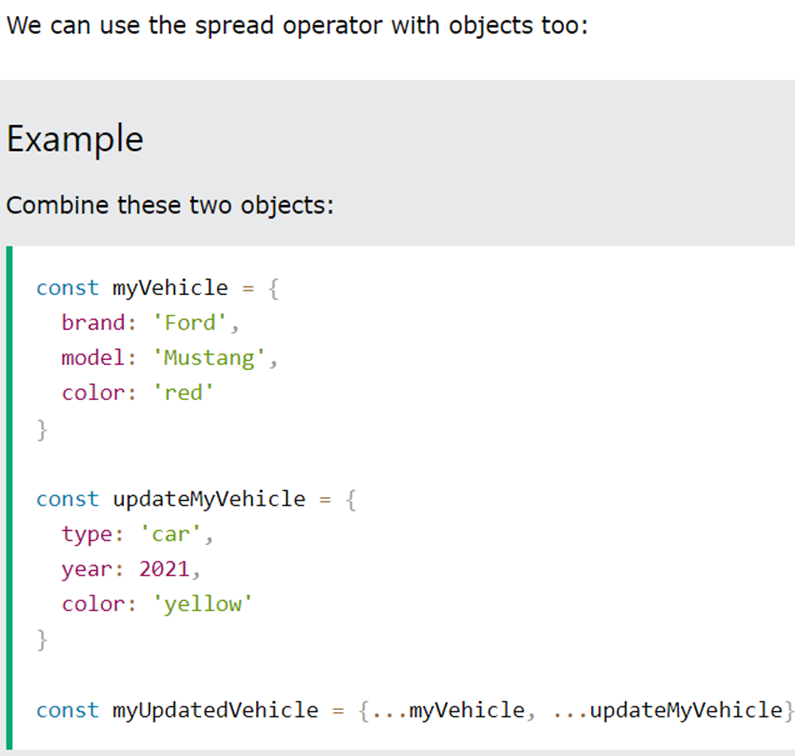 We can use the spread operator with objects too:
Example
Combine these two objects:
const myVehicle = {
  brand: 'Ford',
  model: 'Mustang',
  color: 'red'
}
const updateMyVehicle = {
  type: 'car',
  year: 2021,
  color: 'yellow'
}
const myUpdatedVehicle = {...myVehicle, ...updateMyVehicle}